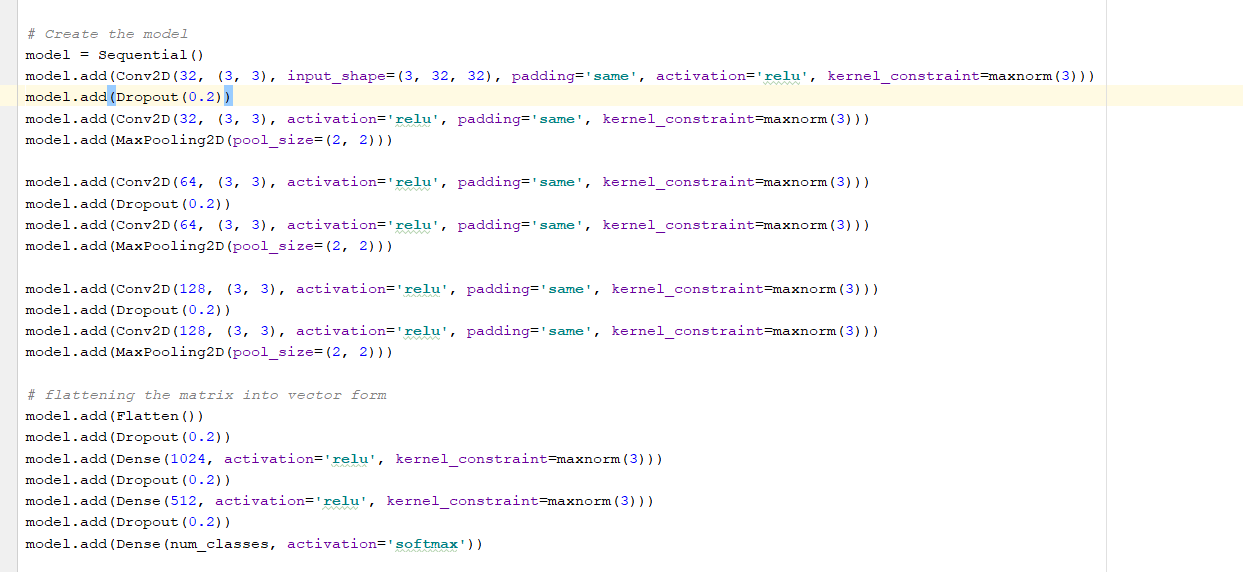 # Create the model
model = Sequential()
model.add(Conv2D(32, (3, 3), input_shape=(3, 32, 32), padding='same', activation='relu', kernel_constraint=maxnorm(3)))
model.add(Dropout(0.2))
model.add(Conv2D(32, (3, 3), activation='relu', padding='same', kernel_constraint=maxnorm(3)))
model.add(MaxPooling2D(pool_size=(2, 2)))
model.add(Conv2D(64, (3, 3), activation='relu', padding='same', kernel_constraint=maxnorm(3)))
model.add(Dropout(0.2))
model.add(Conv2D(64, (3, 3), activation='relu', padding='same', kernel_constraint=maxnorm(3)))
model.add(MaxPooling2D(pool_size=(2, 2)))
model.add(Conv2D(128, (3, 3), activation='relu', padding='same', kernel_constraint=maxnorm(3)))
model.add(Dropout(0.2))
model.add(Conv2D(128, (3, 3), activation='relu', padding='same', kernel_constraint=maxnorm(3)))
model.add(MaxPooling2D(pool_size=(2, 2)))
# flattening the matrix into vector form
model.add(Flatten())
model.add(Dropout(0.2))
model.add(Dense(1024, activation='relu', kernel_constraint=maxnorm(3)))
model.add(Dropout(0.2))
model.add(Dense(512, activation='relu', kernel_constraint=maxnorm(3)))
model.add(Dropout(0.2))
model.add(Dense(num_classes, activation='softmax'))